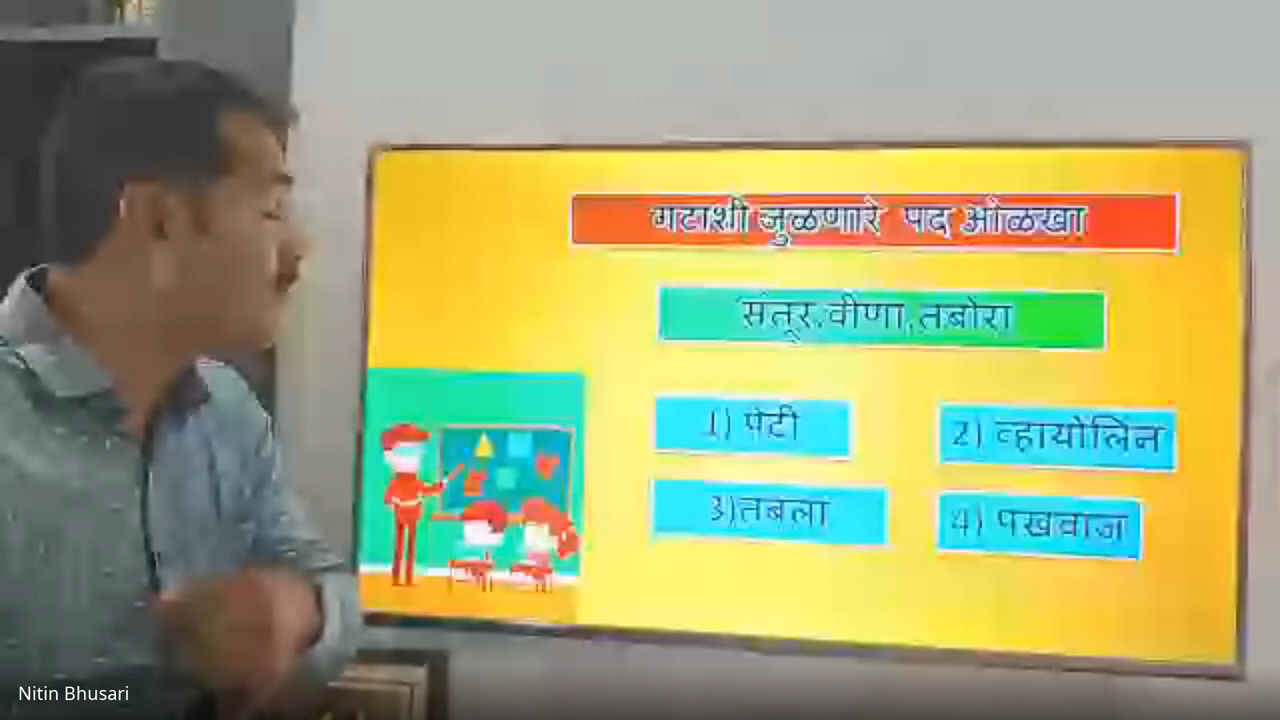 गटाशी जुळणारे पद ओळखा
संतूर.वीणा,तंबोरा
1) पेटी
2) व्हायोलिन
3)तबला
4) पखवाज
Nitin Bhusari